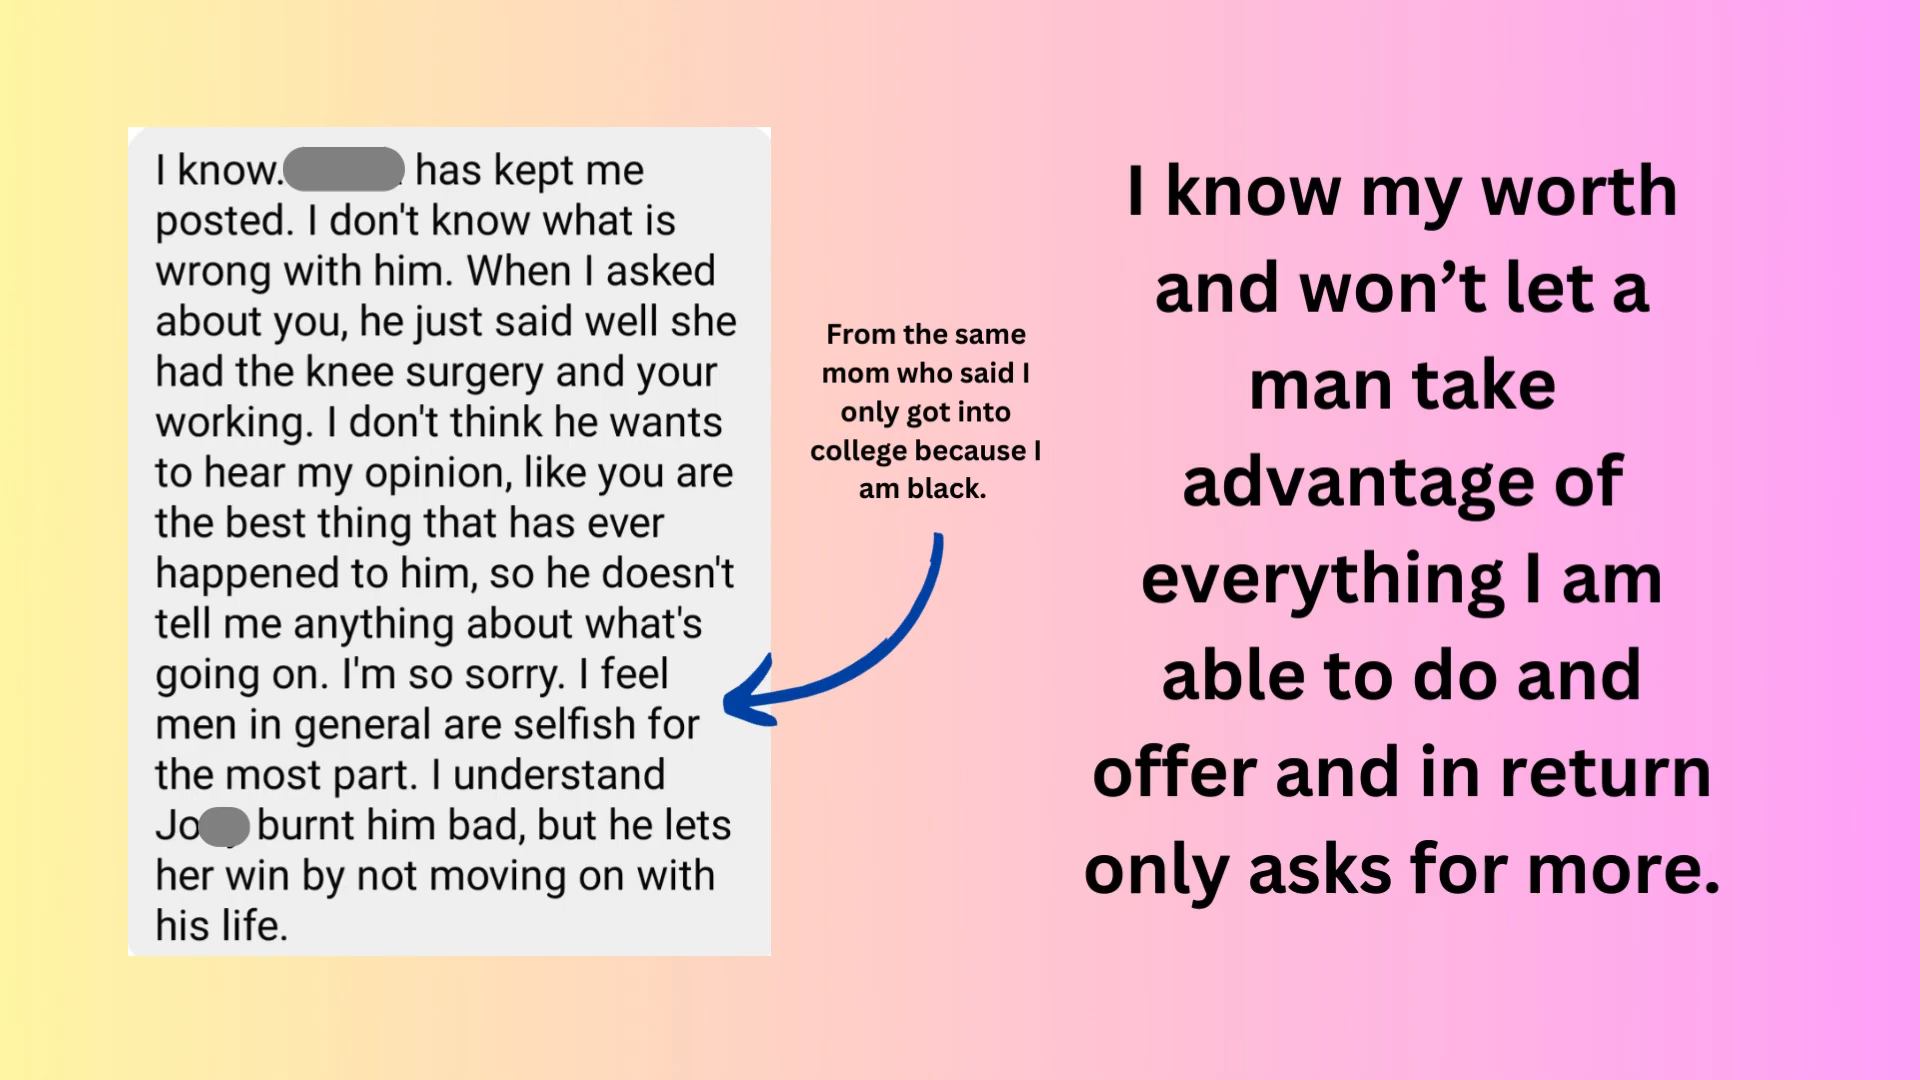 I know. has kept me
posted. I don't know what is
wrong with him. When I asked
about you, he just said well she
had the knee surgery and your
working. I don't think he wants
to hear my opinion, like you are
the best thing that has ever
happened to him, so he doesn't
tell me anything about what's
going on. I'm so sorry. I feel
men in general are selfish for
the most part. I understand
Jo burnt him bad, but he lets
her win by not moving on with
his life.
From the same
mom who said I
only got into
college because I
am black.
I know my worth
and won’t let a
man take
advantage of
everything I am
able to do and
offer and in return
only asks for more.